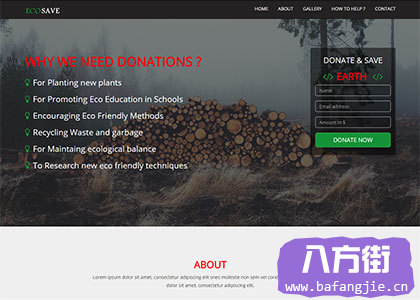 ECOSAVE
HOME ABOUT GALLERY HOW TO HELP ? CONTACT
WHY WE NEED DONATIONS ?
For Planting new plants
For Promoting Eco Education in Schools
Encouraging Eco Friendly Methods
Recycling Waste and garbage
For Maintaing ecological balance
To Research new eco friendly techniques
DONATE & SAVE
</> EARTH </>
Name
Email address
Amount in $
DONATE NOW
ABOUT
Lorem ipsum dolor sit amet, consectetur adipiscing elit onec molestie non sem vel con
dolor sit amet, consectetur adipiscing elit.
八方街
www.bafangjie.cn